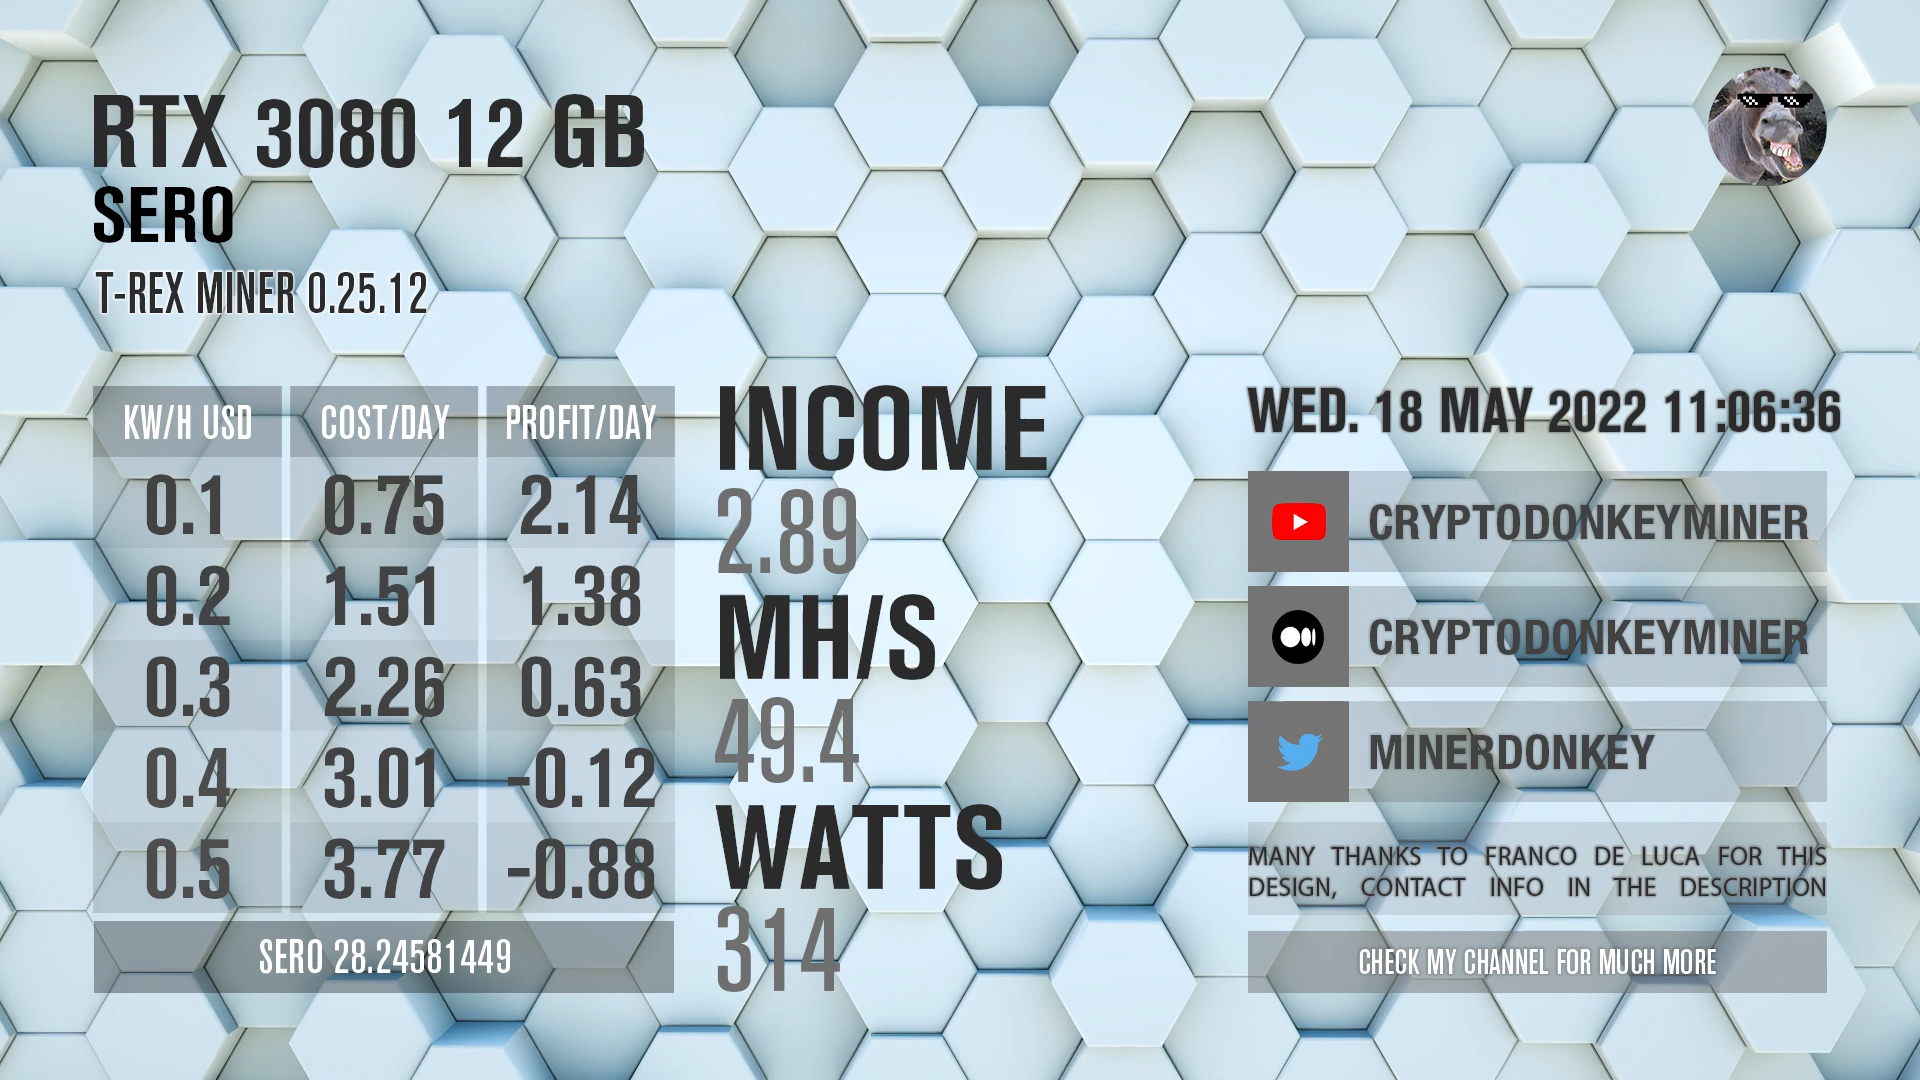 RTX 3080 12 GB
SERO
T-REX MINER 0.25.12
KW/H USD COST/DAY PROFIT/DAY
0.1 0.75 2.14
0.2 1.51 1.38
0.3 2.26 0.63
0.4 3.01 -0.12
0.5 3.77 -0.88
SERO 28.24581449
INCOME
2.89
MH/S
49.4
WATTS
314
WED. 18 MAY 2022 11:06:36
CRYPTODONKEYMINER
CRYPTODONKEYMINER
MINERDONKEY
MANY THANKS TO FRANCO DE LUCA FOR THIS
DESIGN, CONTACT INFO IN THE DESCRIPTION
CHECK MY CHANNEL FOR MUCH MORE